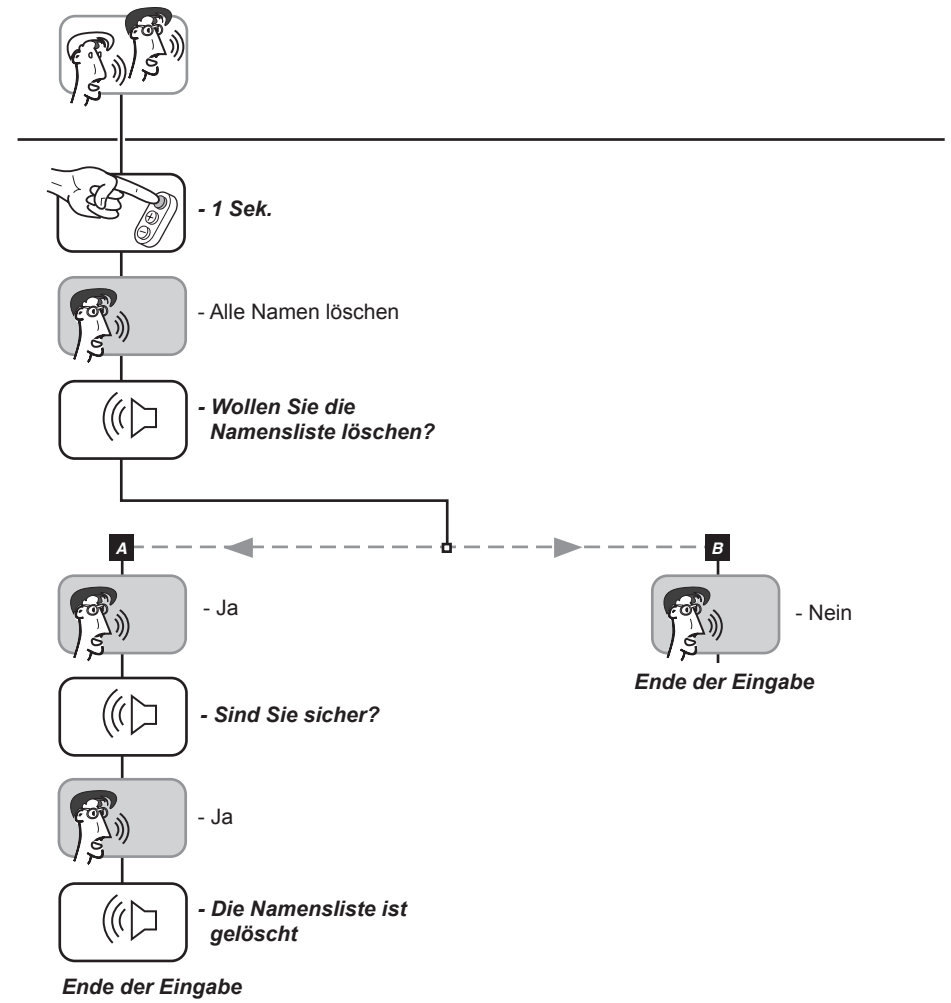 - 1 Sek.
- Alle Namen löschen
- Wollen Sie die
Namensliste löschen?
A
B
- Ja
- Nein
Ende der Eingabe
- Sind Sie sicher?
- Ja
- Die Namensliste ist
gelöscht
Ende der Eingabe